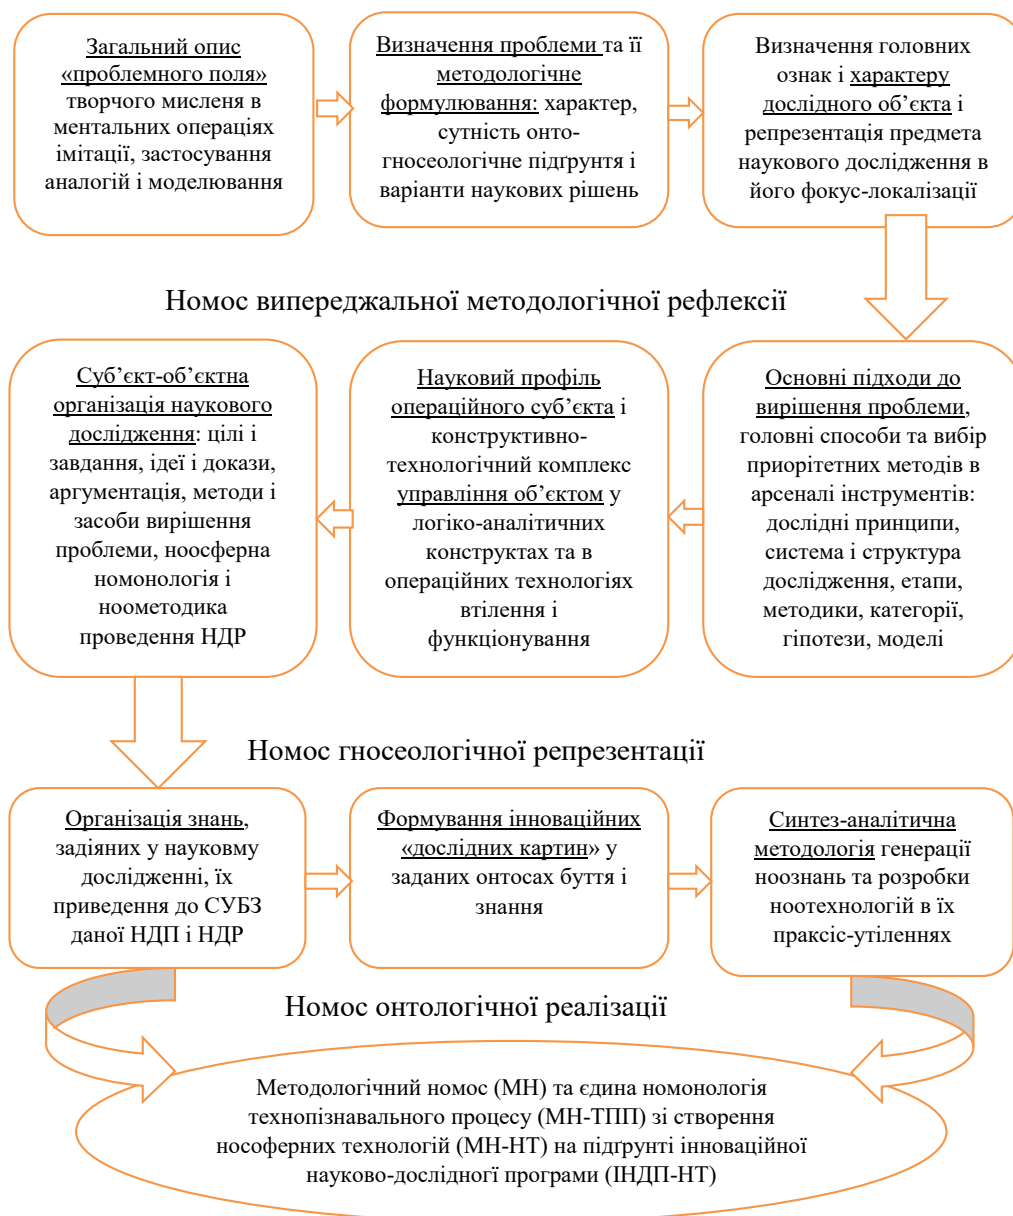 Загальний опис
«проблемного поля»
творчого мисленя в
ментальних операціях
імітації, застосування
аналогій і моделювання
Визначення проблеми та її
методологічне
формулювання: характер,
сутність онто-
гносеологічне підґрунтя і
варіанти наукових рішень
Визначення головних
ознак і характеру
дослідного об’єкта і
репрезентація предмета
наукового дослідження в
його фокус-локалізації
Номос випереджальної методологічної рефлексії
Суб’єкт-об’єктна
організація наукового
дослідження: цілі і
завдання, ідеї і докази,
аргументація, методи і
засоби вирішення
проблеми, ноосферна
номонологія і
ноометодика
проведення НДР
Науковий профіль
операційного суб’єкта і
конструктивно-
технологічний комплекс
управління об’єктом у
логіко-аналітичних
конструктах та в
операційних технологіях
втілення і
функціонування
Основні підходи до
вирішення проблеми,
головні способи та вибір
приорітетних методів в
арсеналі інструментів:
дослідні принципи,
система і структура
дослідження, етапи,
методики, категорії,
гіпотези, моделі
Номос гносеологічної репрезентації
Організація знань,
задіяних у науковму
дослідженні, їх
приведення до СУБЗ
даної НДП і НДР
Формування інноваційних
«дослідних картин» у
заданих онтосах буття і
знання
Синтез-аналітична
методологія генерації
ноознань та розробки
ноотехнологій в їх
праксіс-утіленнях
Номос онтологічної реалізації
Методологічний номос (МН) та єдина номонологія
технопізнавального процесу (МН-ТПП) зі створення
нософерних технологій (МН-НТ) на підґрунті інноваційної
науково-дослідногї програми (ІНДП-НТ)